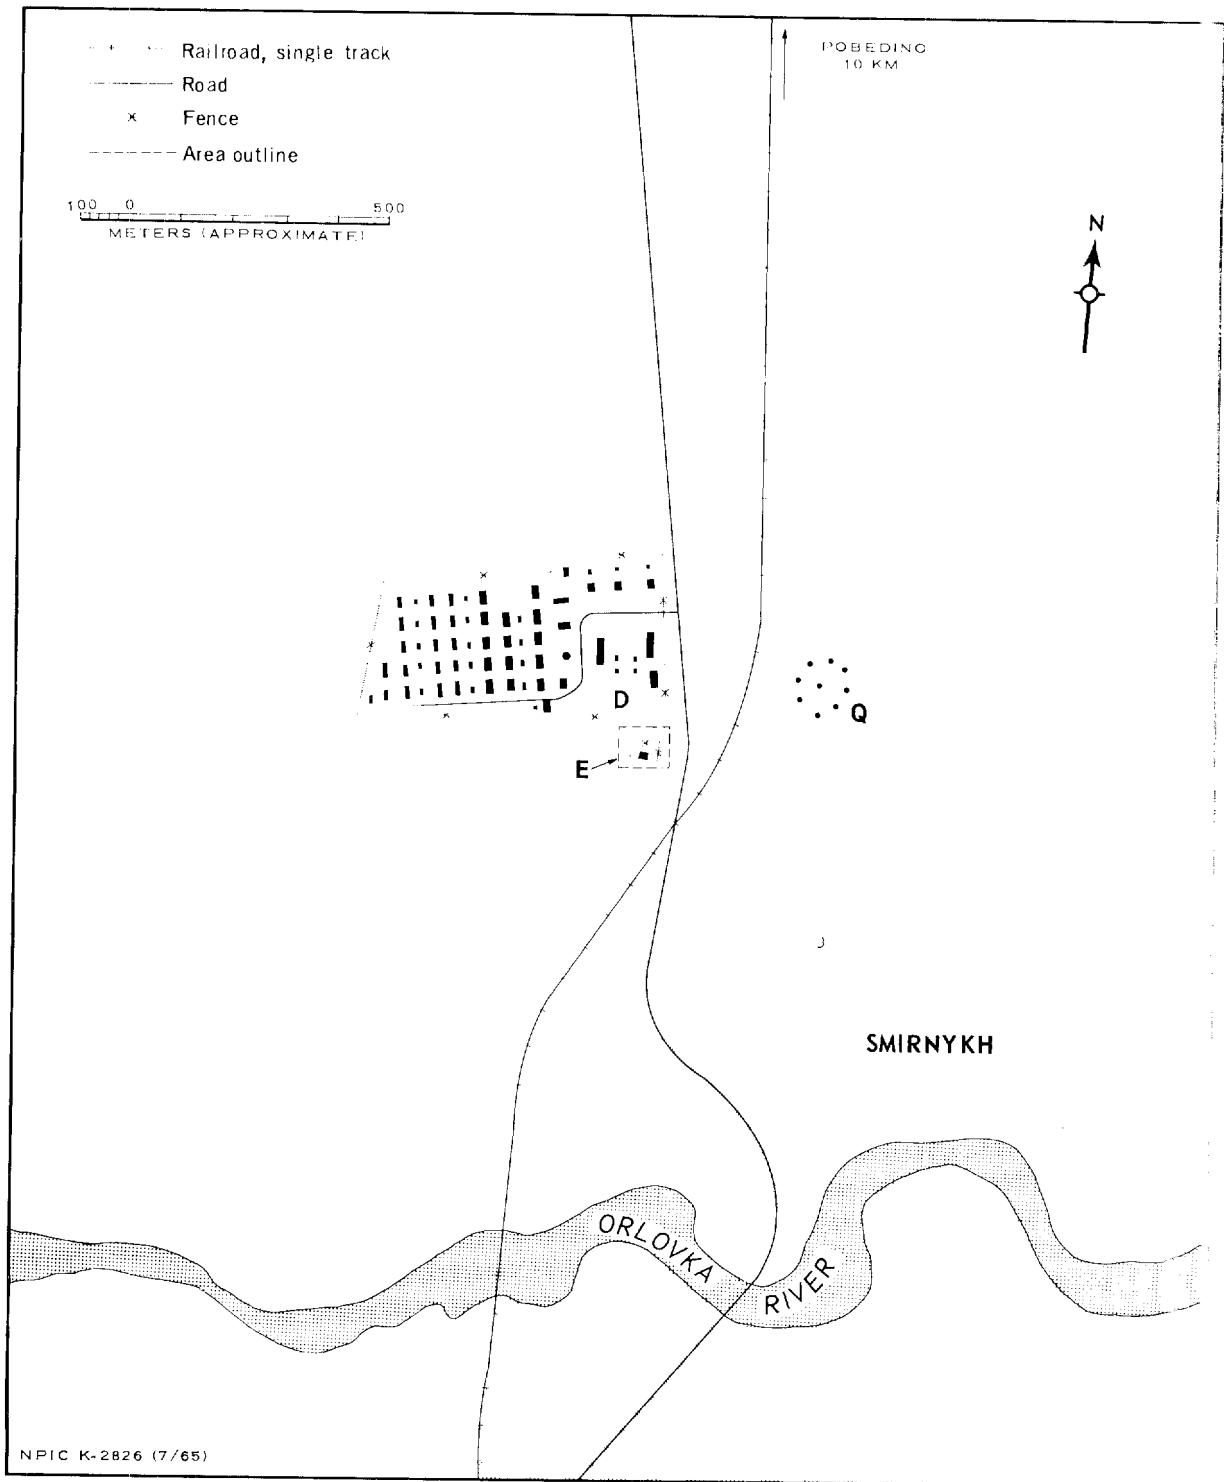 Railroad, single track
Road
Fence
Area outline
100 0 500
METERS (APPROXIMATE)
POBEDINO
10 KM
N
D
E
Q
SMIRNYKH
ORLOVKA
RIVER
NPIC K-2826 (7/65)